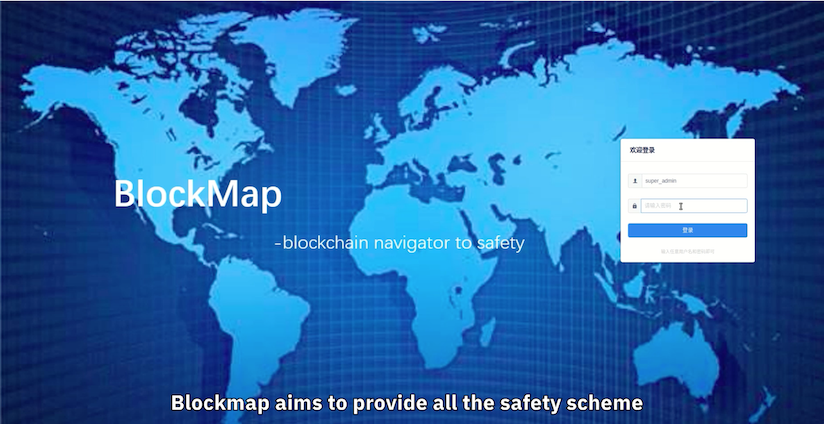 BlockMap
-blockchain navigator to safety
欢迎登录
super_admin
请输入密码
登录
Blockmap aims to provide all the safety scheme